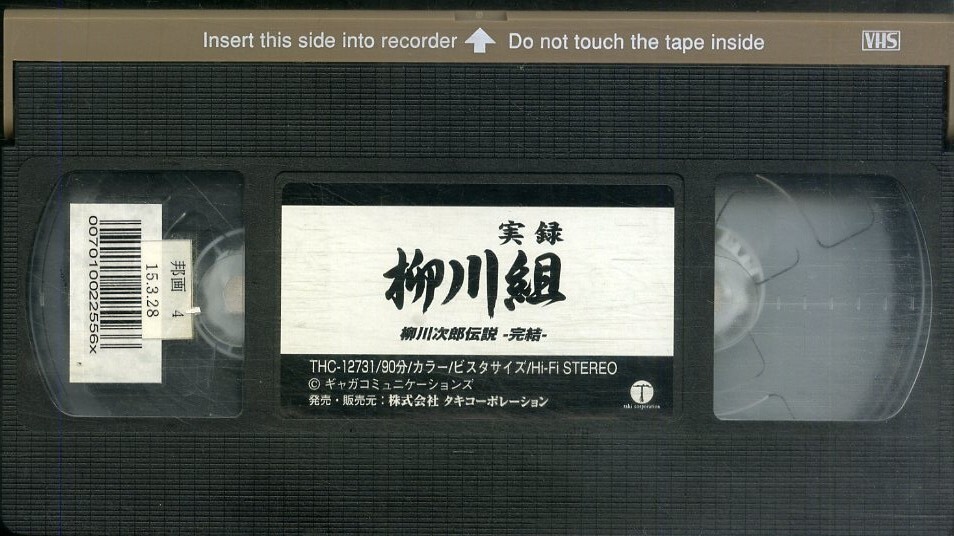 Insert this side into recorder Do not touch the tape inside
VHS
00701002​2556x
邦画 4
15.3.28
実録
柳川組
柳川次郎伝説 -完結-
THC-12731/90分/カラー/ビスタサイズ/Hi-Fi STEREO
© ギャガコミュニケーションズ
発売・販売元：株式会社 タキコーポレーション
T
taki corporation